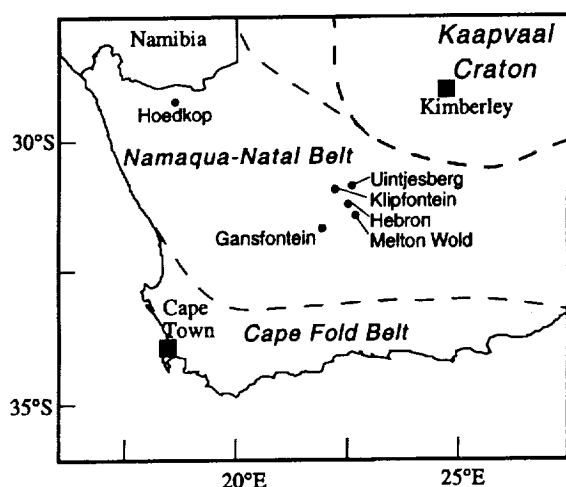 Namibia
Kaapvaal
Craton
Kimberley
Hoedkop
30°S
Namaqua-Natal Belt
Uintjesberg
Klipfontein
Hebron
Melton Wold
Gansfontein
Cape
Town
Cape Fold Belt
35°S
20°E
25°E